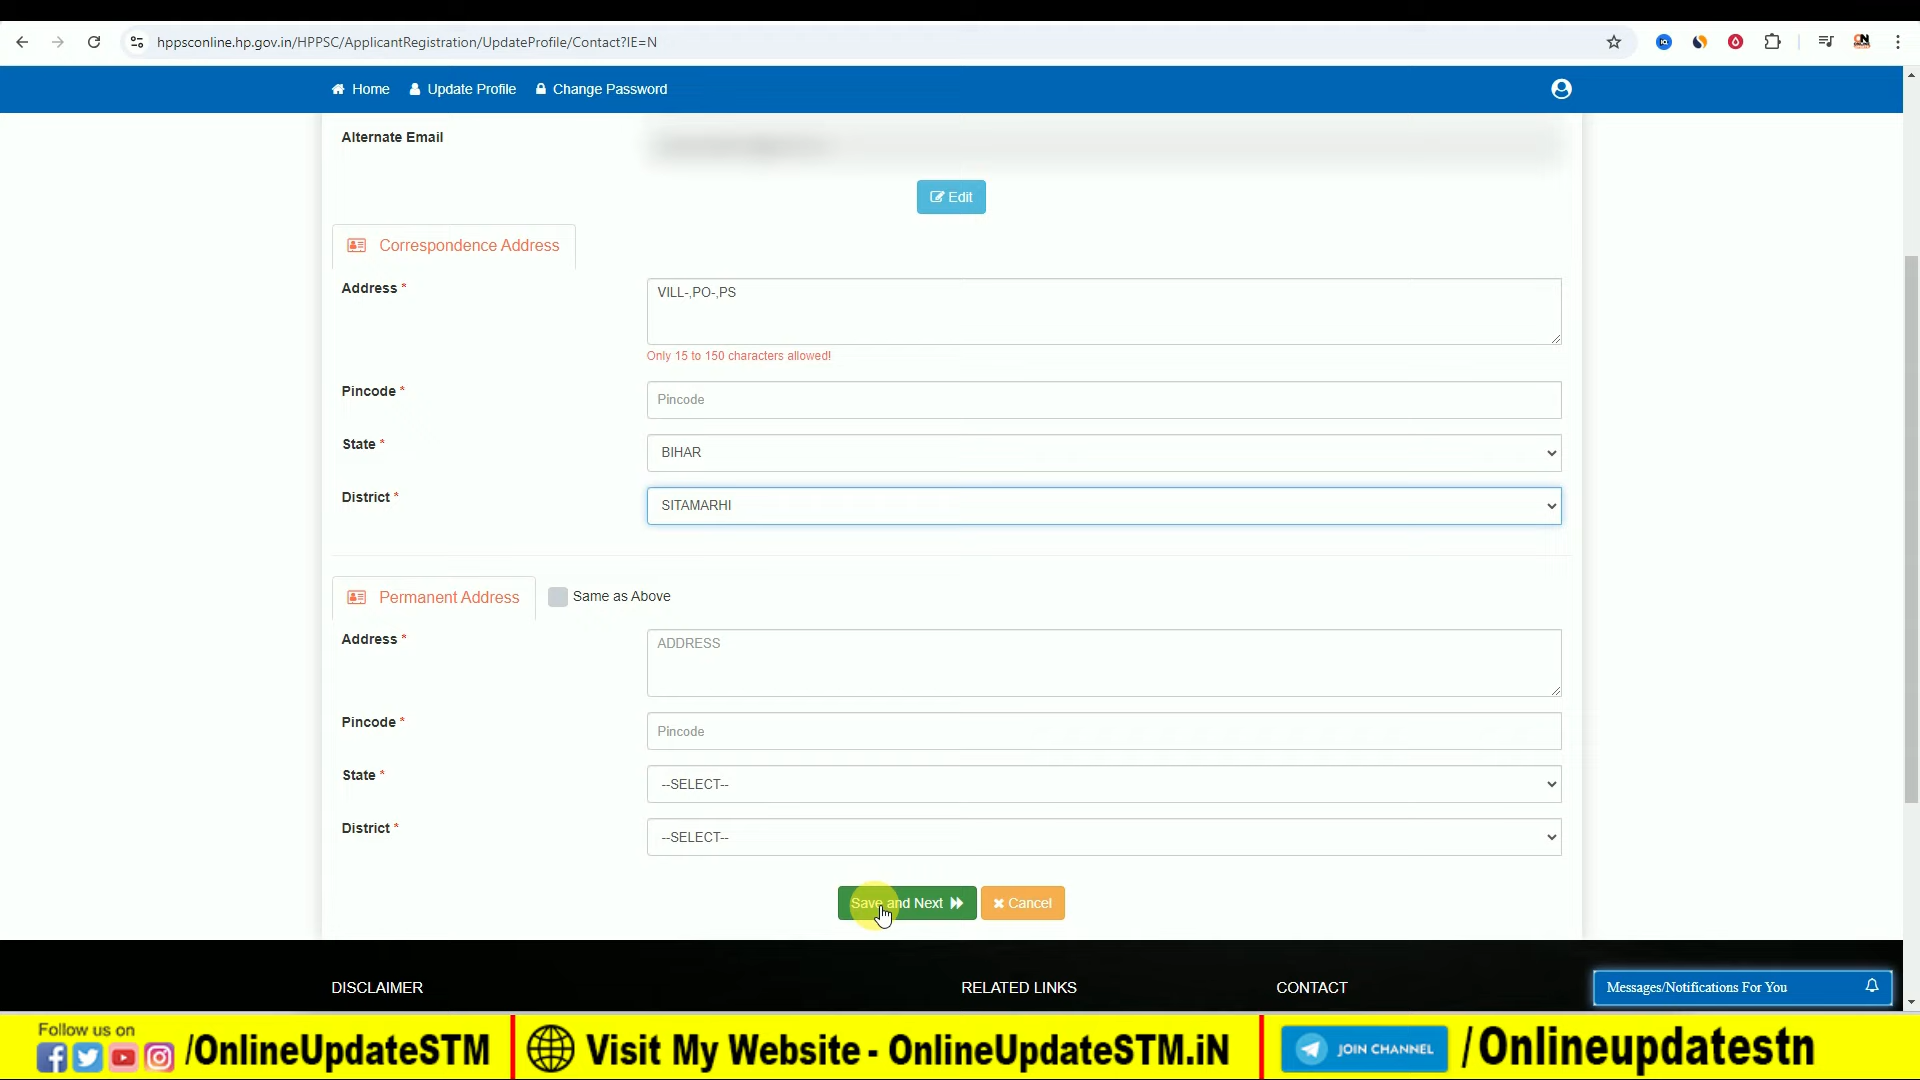 hppsconline.hp.gov.in/HPPSC/ApplicantRegistration/UpdateProfile/Contact?IE=N
Home Update Profile Change Password
Alternate Email
Edit
Correspondence Address
Address *
VILL-,PO-,PS
Only 15 to 150 characters allowed!
Pincode *
Pincode
State *
BIHAR
District *
SITAMARHI
Permanent Address Same as Above
Address *
ADDRESS
Pincode *
Pincode
State *
--SELECT--
District *
--SELECT--
Save and Next Cancel
DISCLAIMER RELATED LINKS CONTACT
Messages/Notifications For You
Follow us on
/OnlineUpdateSTM
Visit My Website - OnlineUpdateSTM.iN
JOIN CHANNEL /Onlineupdatestn